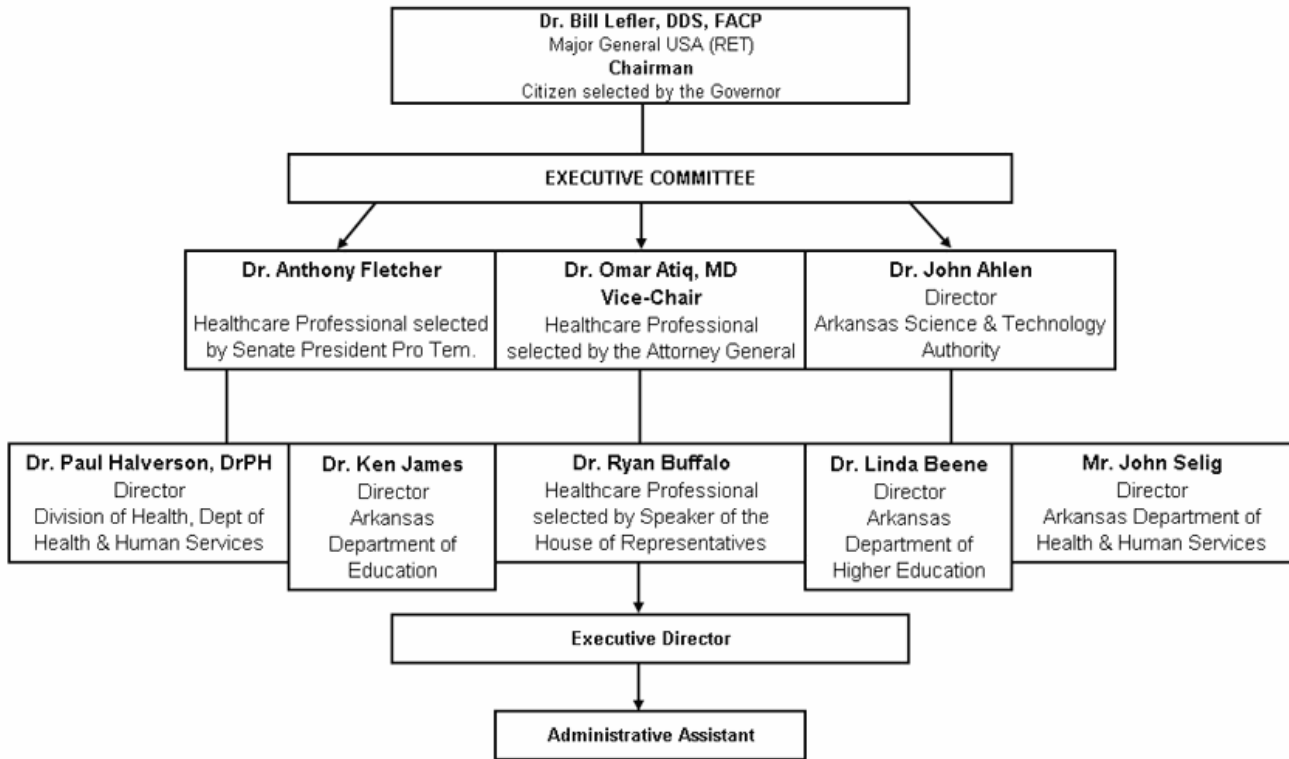 Dr. Bill Lefler, DDS, FACP
Major General USA (RET)
Chairman
Citizen selected by the Governor
EXECUTIVE COMMITTEE
Dr. Anthony Fletcher
Healthcare Professional selected
by Senate President Pro Tem.
Dr. Omar Atiq, MD
Vice-Chair
Healthcare Professional
selected by the Attorney General
Dr. John Ahlen
Director
Arkansas Science & Technology
Authority
Dr. Paul Halverson, DrPH
Director
Division of Health, Dept of
Health & Human Services
Dr. Ken James
Director
Arkansas
Department of
Education
Dr. Ryan Buffalo
Healthcare Professional
selected by Speaker of the
House of Representatives
Dr. Linda Beene
Director
Arkansas
Department of
Higher Education
Mr. John Selig
Director
Arkansas Department of
Health & Human Services
Executive Director
Administrative Assistant